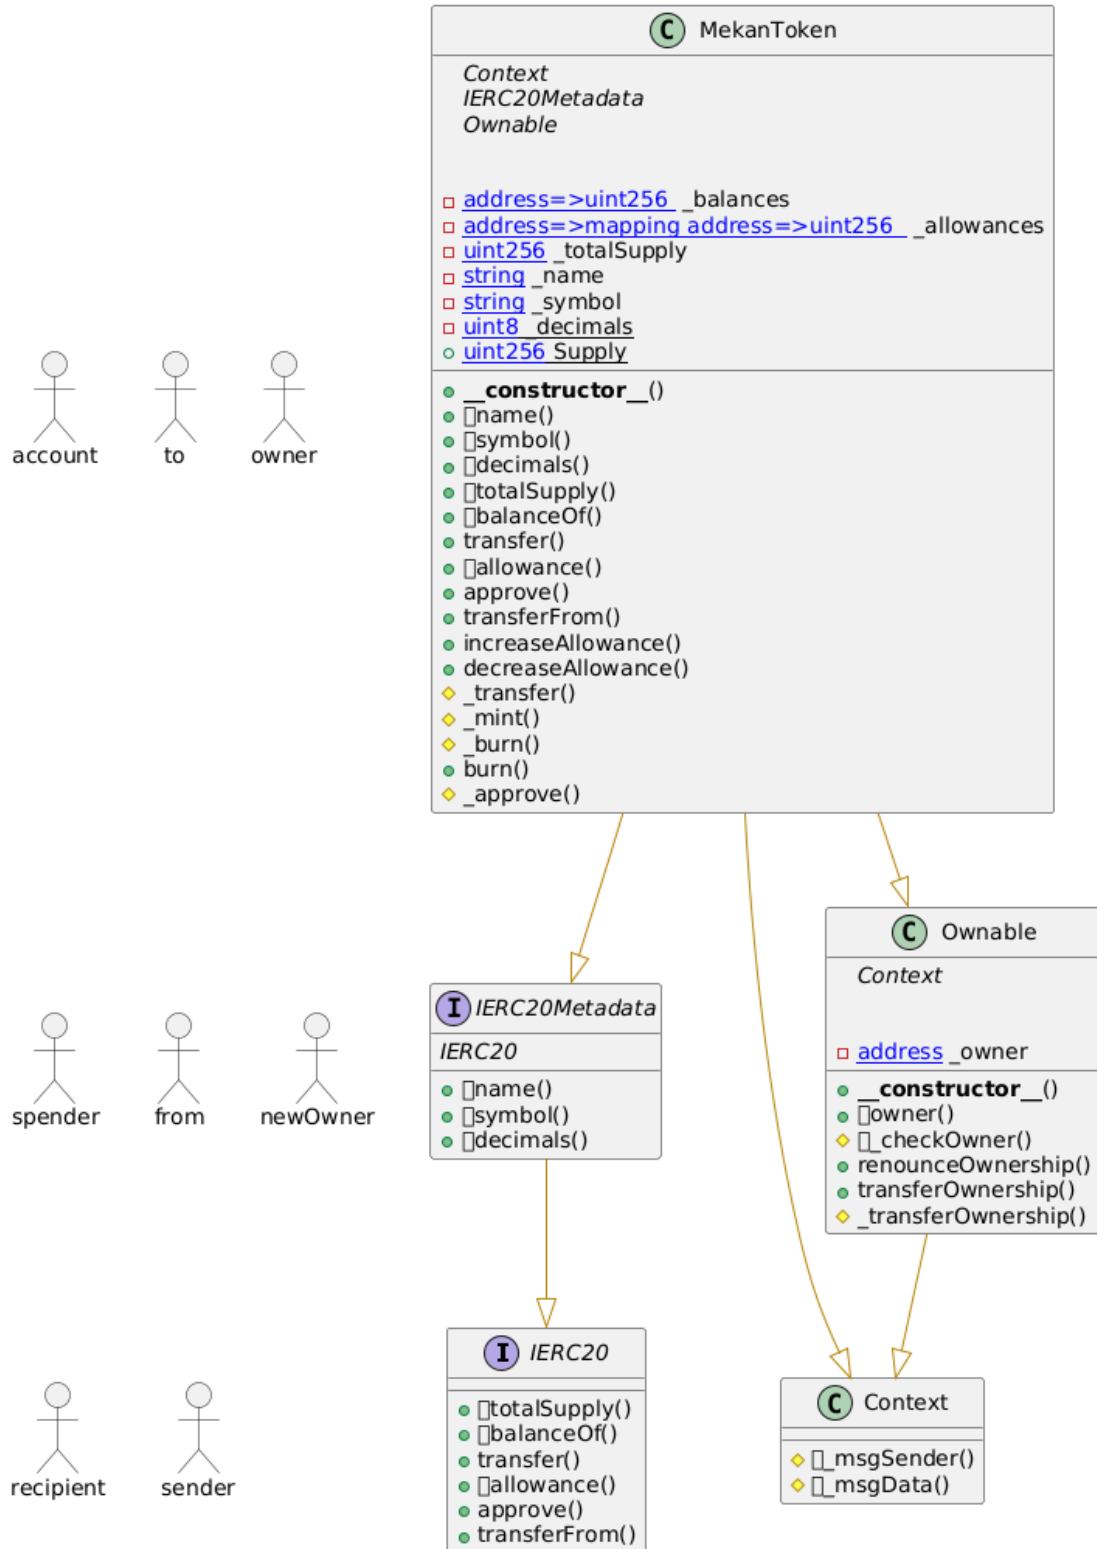 C MekanToken
Context
IERC20Metadata
Ownable
address=>uint256 _balances
address=>mapping address=>uint256 _allowances
uint256 _totalSupply
string _name
string _symbol
uint8 _decimals
uint256 Supply
__constructor__()
name()
symbol()
decimals()
totalSupply()
balanceOf()
transfer()
allowance()
approve()
transferFrom()
increaseAllowance()
decreaseAllowance()
_transfer()
_mint()
_burn()
burn()
_approve()
account to owner
C Ownable
Context
address _owner
__constructor__()
owner()
_checkOwner()
renounceOwnership()
transferOwnership()
_transferOwnership()
I IERC20Metadata
IERC20
name()
symbol()
decimals()
spender from newOwner
I IERC20
totalSupply()
balanceOf()
transfer()
allowance()
approve()
transferFrom()
C Context
_msgSender()
_msgData()
recipient sender